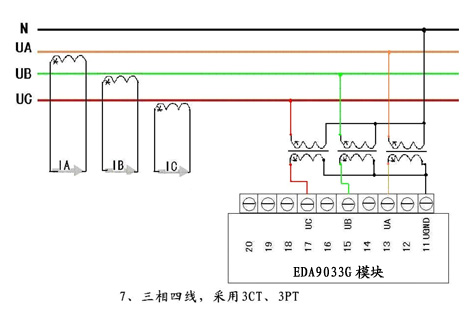 N
UA
UB
UC
IA IB IC
UC UB UA UGND
20 19 18 17 16 15 14 13 12 11
EDA9033G 模块
7、三相四线，采用3CT、3PT